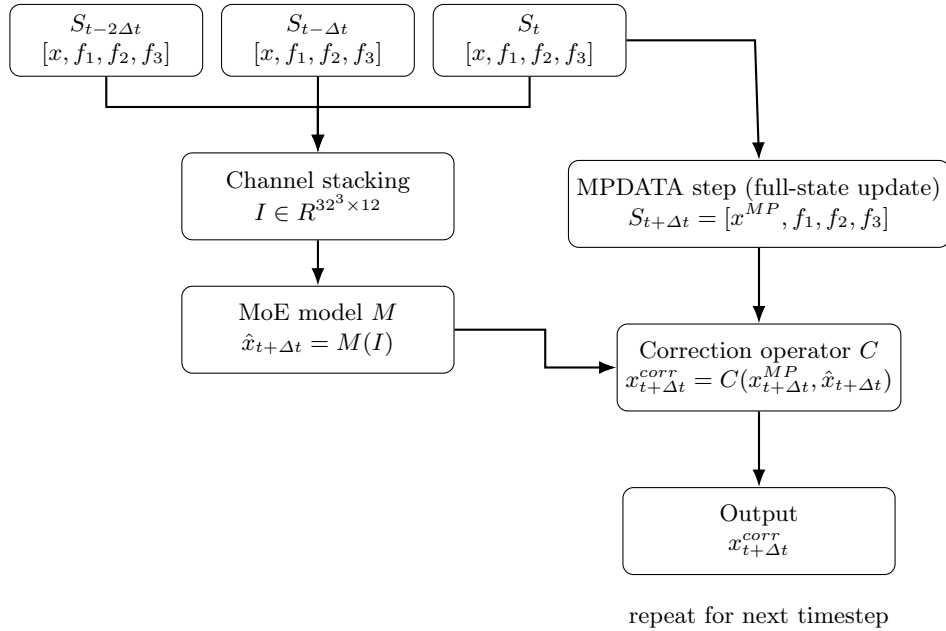 S_{t−2Δt}
[x, f_1, f_2, f_3]
S_{t−Δt}
[x, f_1, f_2, f_3]
S_t
[x, f_1, f_2, f_3]
Channel stacking
I ∈ R^{32^3×12}
MPDATA step (full-state update)
S_{t+Δt} = [x^{MP}, f_1, f_2, f_3]
MoE model M
x̂_{t+Δt} = M(I)
Correction operator C
x^{corr}_{t+Δt} = C(x^{MP}_{t+Δt}, x̂_{t+Δt})
Output
x^{corr}_{t+Δt}
repeat for next timestep